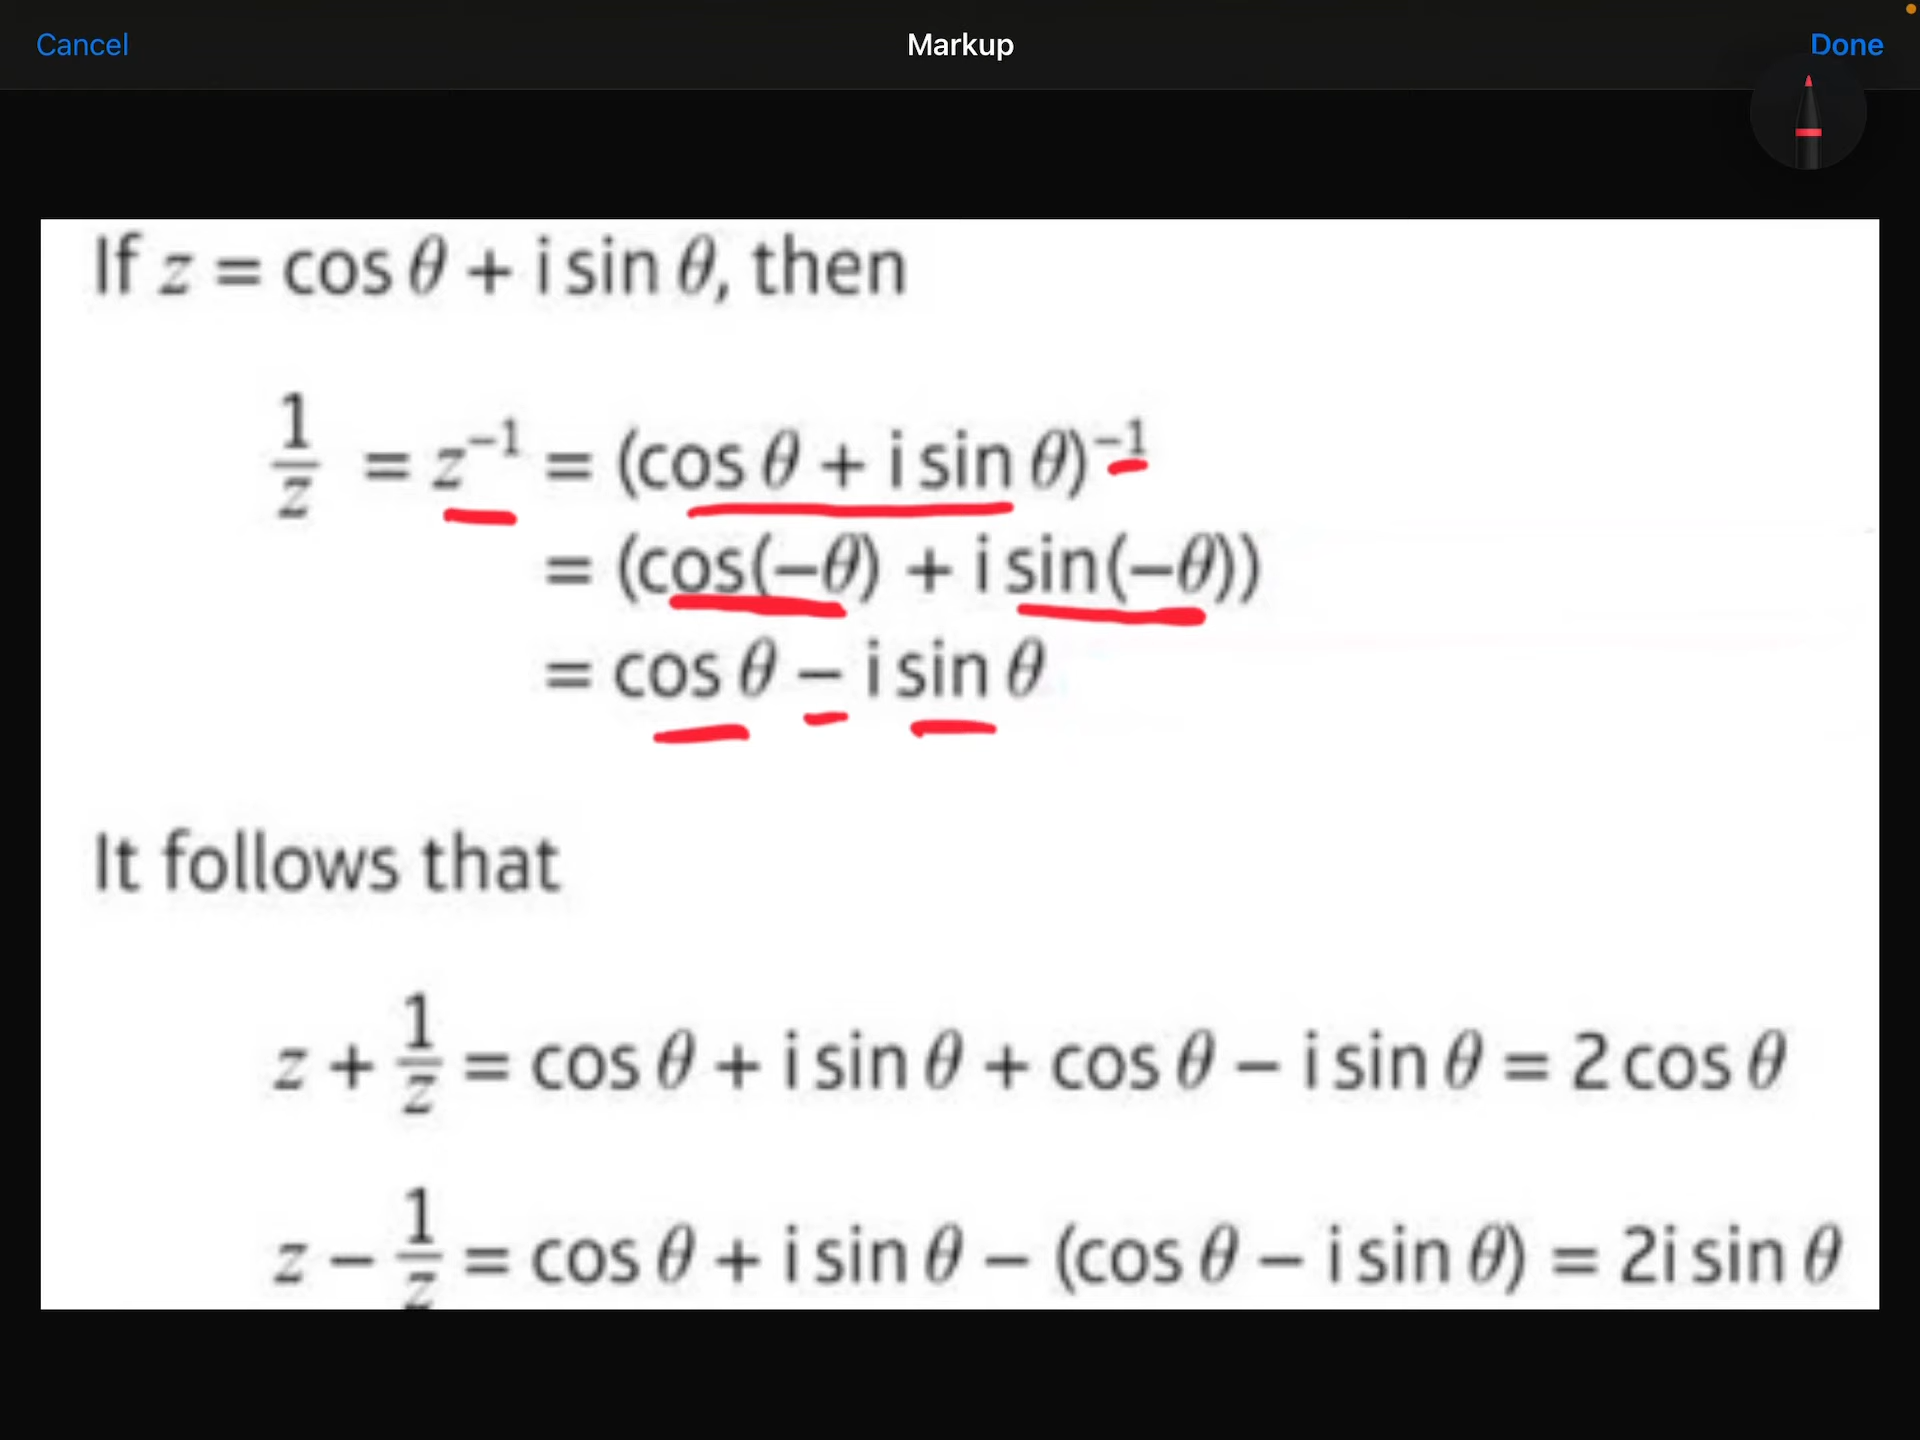 Cancel Markup Done
If z = cos θ + i sin θ, then
1/z = z⁻¹ = (cos θ + i sin θ)⁻¹
= (cos(−θ) + i sin(−θ))
= cos θ − i sin θ
It follows that
z + 1/z = cos θ + i sin θ + cos θ − i sin θ = 2 cos θ
z − 1/z = cos θ + i sin θ − (cos θ − i sin θ) = 2i sin θ